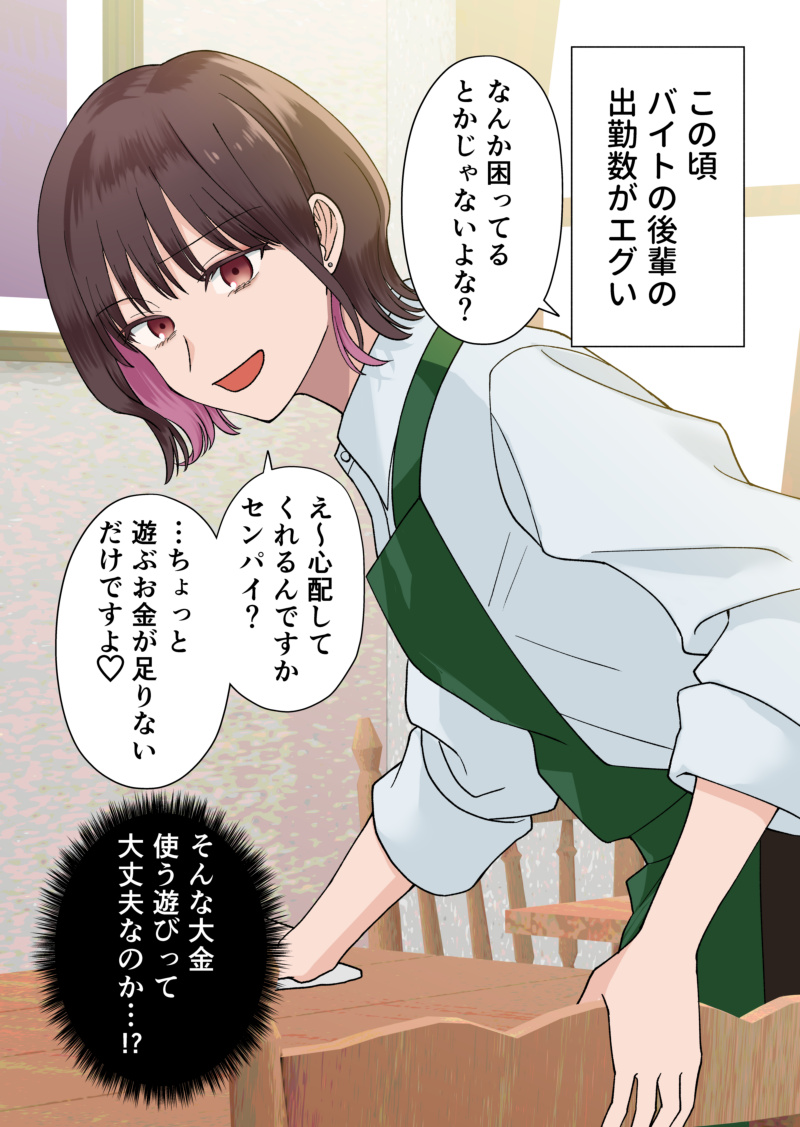 この頃
バイトの後輩の
出勤数がエグい
なんか困ってる
とかじゃないよな?
え〜心配して
くれるんですか
センパイ?
…ちょっと
遊ぶお金が足りない
だけですよ♡
そんな大金
使う遊びって
大丈夫なのか…!?